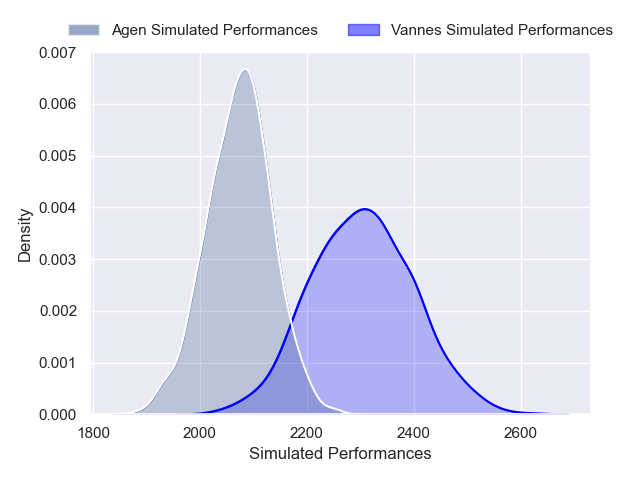 Agen Simulated Performances Vannes Simulated Performances
0.007
0.006
0.005
0.004
0.003
0.002
0.001
0.000
Density
1800 2000 2200 2400 2600
Simulated Performances